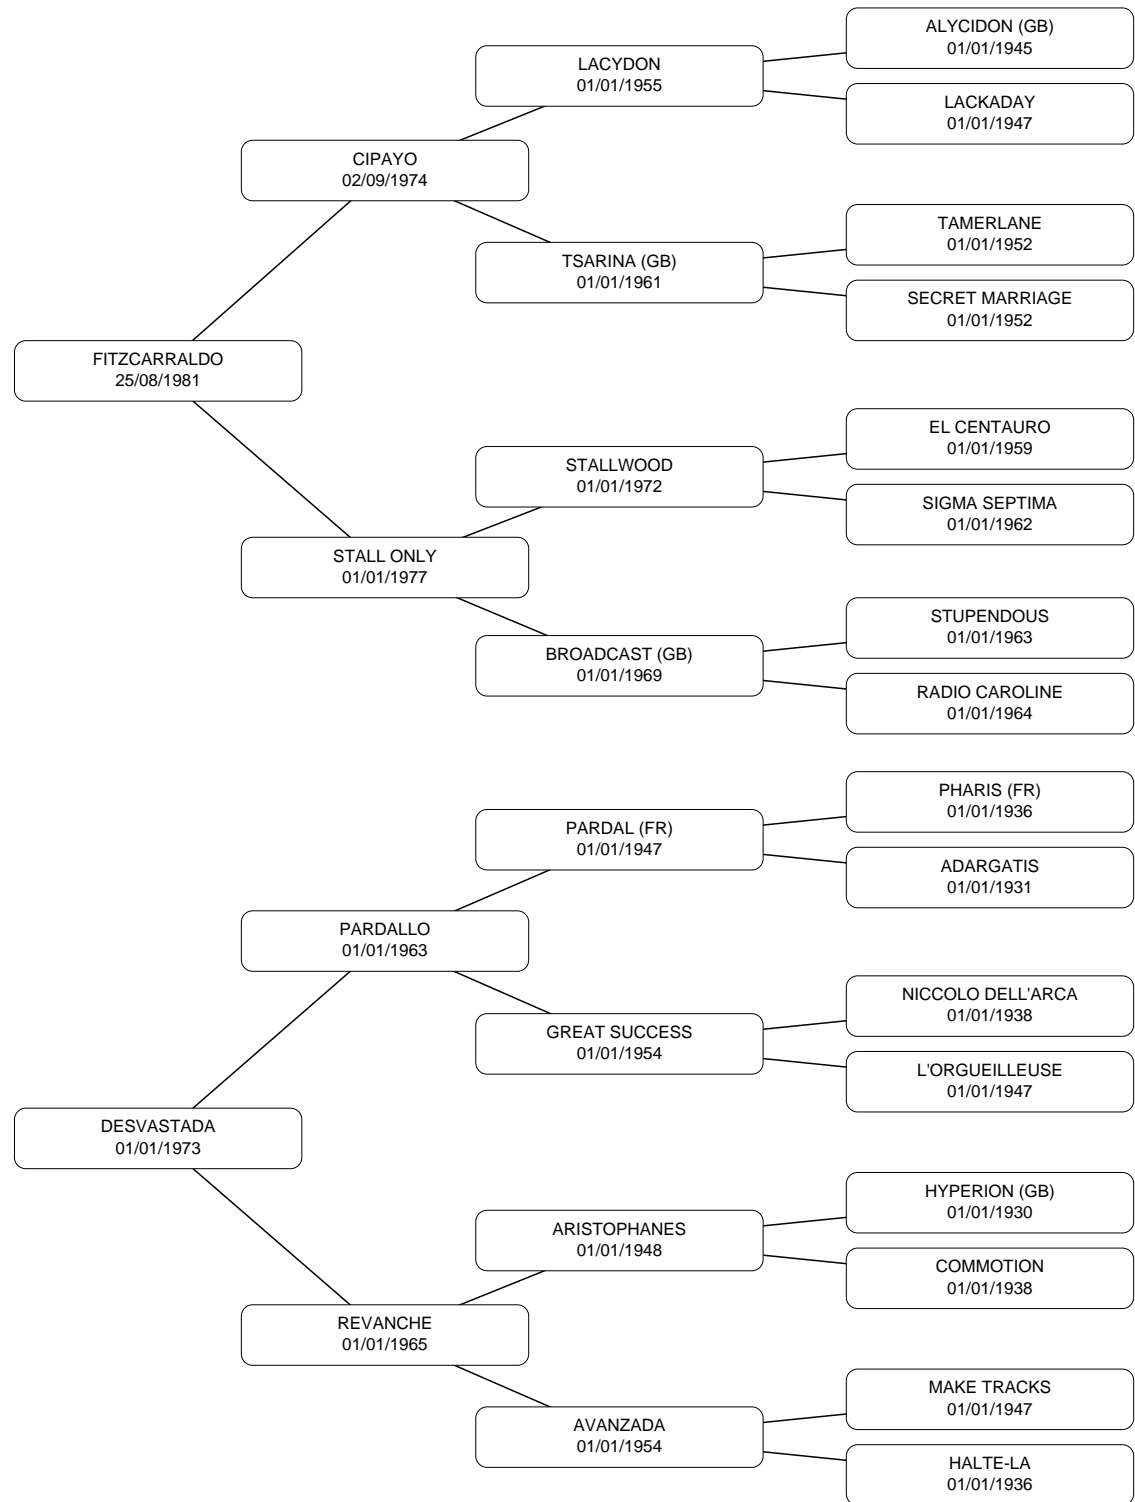 ALYCIDON (GB)
01/01/1945
LACYDON
01/01/1955
LACKADAY
01/01/1947
CIPAYO
02/09/1974
TAMERLANE
01/01/1952
TSARINA (GB)
01/01/1961
SECRET MARRIAGE
01/01/1952
FITZCARRALDO
25/08/1981
EL CENTAURO
01/01/1959
STALLWOOD
01/01/1972
SIGMA SEPTIMA
01/01/1962
STALL ONLY
01/01/1977
STUPENDOUS
01/01/1963
BROADCAST (GB)
01/01/1969
RADIO CAROLINE
01/01/1964
PHARIS (FR)
01/01/1936
PARDAL (FR)
01/01/1947
ADARGATIS
01/01/1931
PARDALLO
01/01/1963
NICCOLO DELL'ARCA
01/01/1938
GREAT SUCCESS
01/01/1954
L'ORGUEILLEUSE
01/01/1947
DESVASTADA
01/01/1973
HYPERION (GB)
01/01/1930
ARISTOPHANES
01/01/1948
COMMOTION
01/01/1938
REVANCHE
01/01/1965
MAKE TRACKS
01/01/1947
AVANZADA
01/01/1954
HALTE-LA
01/01/1936